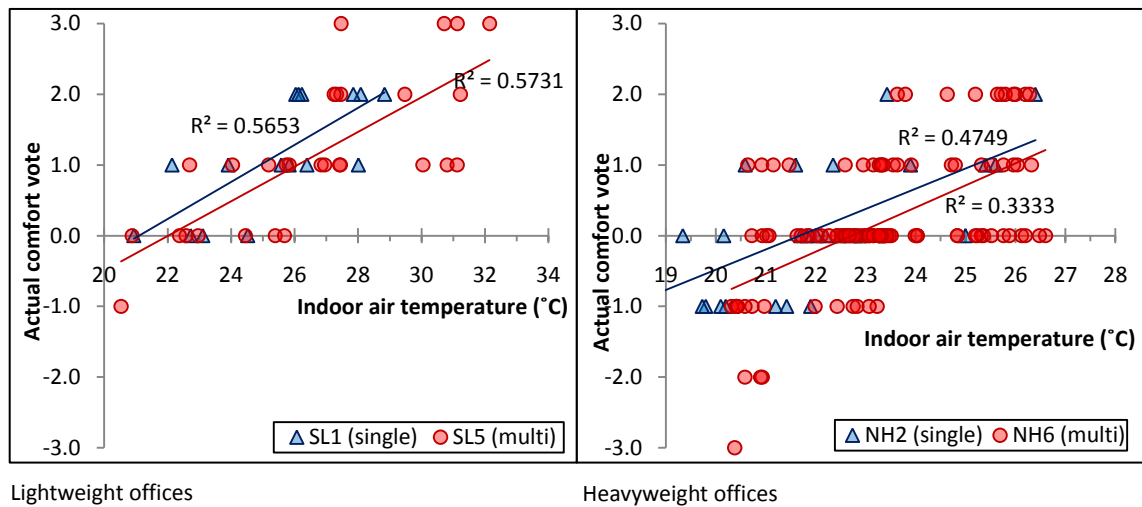 3.0
2.0
1.0
0.0
-1.0
-2.0
-3.0
20 22 24 26 28 30 32 34
Actual comfort vote
Indoor air temperature (˚C)
R² = 0.5653
R² = 0.5731
SL1 (single) SL5 (multi)
3.0
2.0
1.0
0.0
-1.0
-2.0
-3.0
19 20 21 22 23 24 25 26 27 28
Actual comfort vote
Indoor air temperature (˚C)
R² = 0.4749
R² = 0.3333
NH2 (single) NH6 (multi)
Lightweight offices
Heavyweight offices